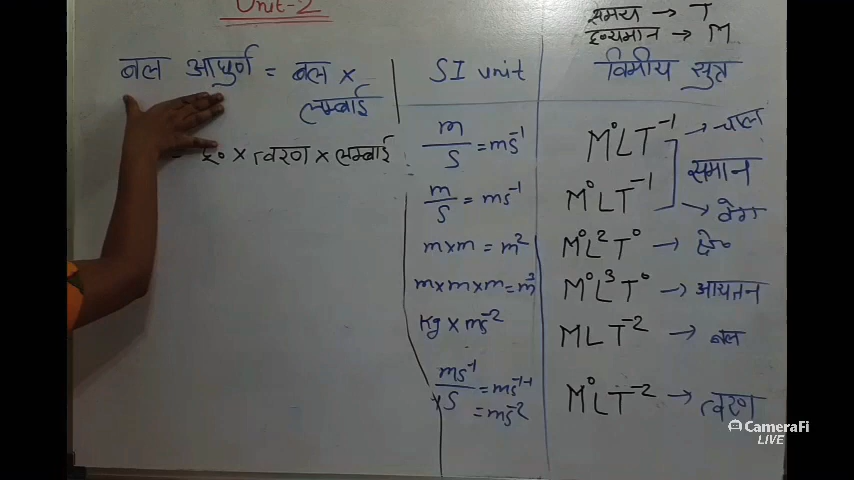 Unit-2
समय → T
द्रव्यमान → M
बल आपुर्ण = बल × लम्बाई
= द्र० × त्वरण × लम्बाई
SI unit
विमीय सुत्र
m/s = ms⁻¹
M⁰LT⁻¹ → चाल
समान
m/s = ms⁻¹
M⁰LT⁻¹ → वेग
m×m = m²
M⁰L²T⁰ → क्षे०
m×m×m = m³
M⁰L³T⁰ → आयतन
Kg × ms⁻²
MLT⁻² → बल
ms⁻¹/s = ms⁻¹⁻¹
= ms⁻²
M⁰LT⁻² → त्वरण
CameraFi
LIVE